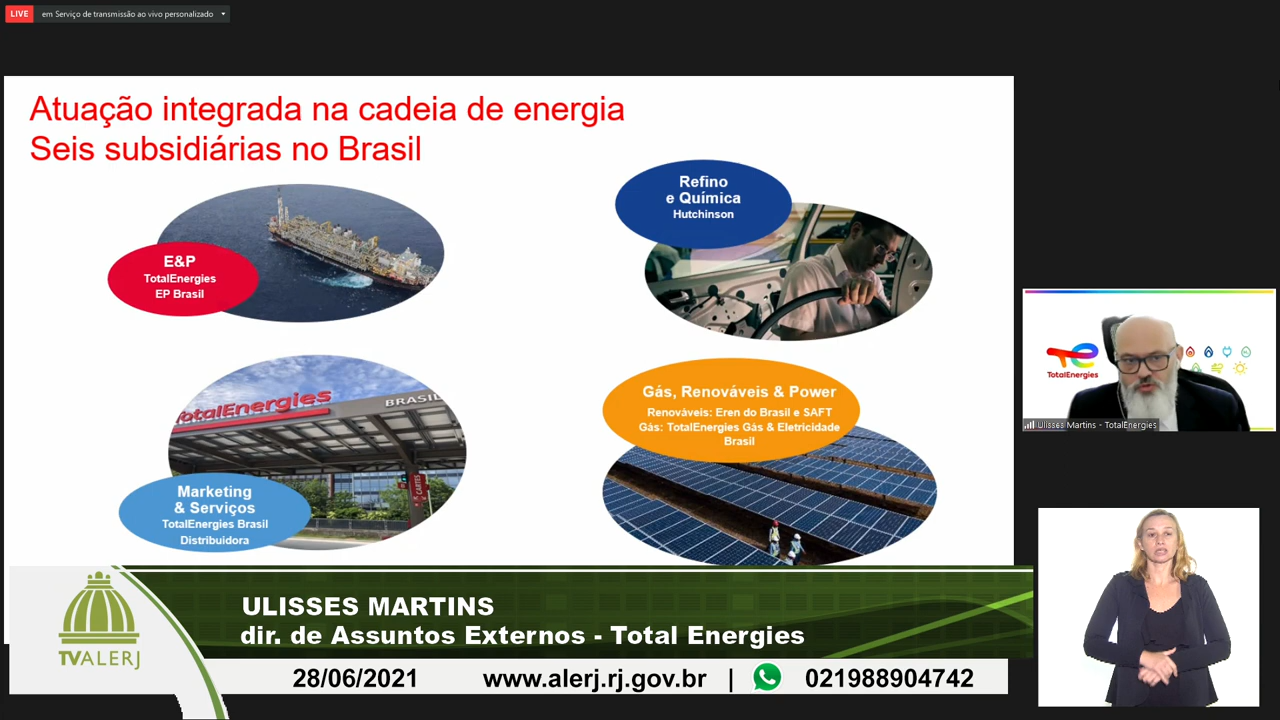 LIVE em Serviço de transmissão ao vivo personalizado
Atuação integrada na cadeia de energia
Seis subsidiárias no Brasil
E&P
TotalEnergies
EP Brasil
Refino
e Química
Hutchinson
TotalEnergies BRASIL
CARTES
Marketing
& Serviços
TotalEnergies Brasil
Distribuidora
Gás, Renováveis & Power
Renováveis: Eren do Brasil e SAFT
Gás: TotalEnergies Gás & Eletricidade
Brasil
TotalEnergies
Ulisses Martins - TotalEnergies
TVALERJ
ULISSES MARTINS
dir. de Assuntos Externos - Total Energies
28/06/2021 www.alerj.rj.gov.br | 021988904742